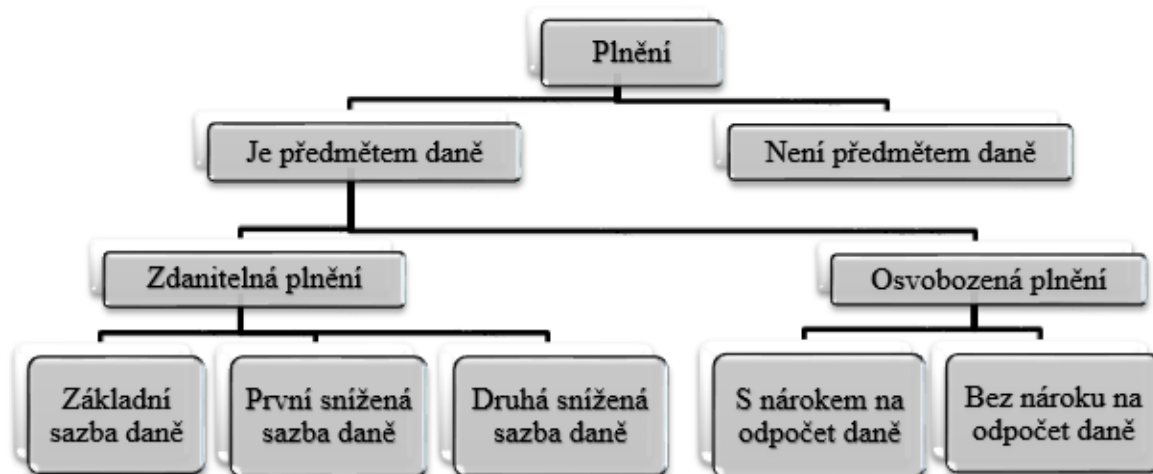 Plnění
Je předmětem daně
Není předmětem daně
Zdanitelná plnění
Osvobozená plnění
Základní
sazba daně
První snížená
sazba daně
Druhá snížená
sazba daně
S nárokem na
odpočet daně
Bez nároku na
odpočet daně